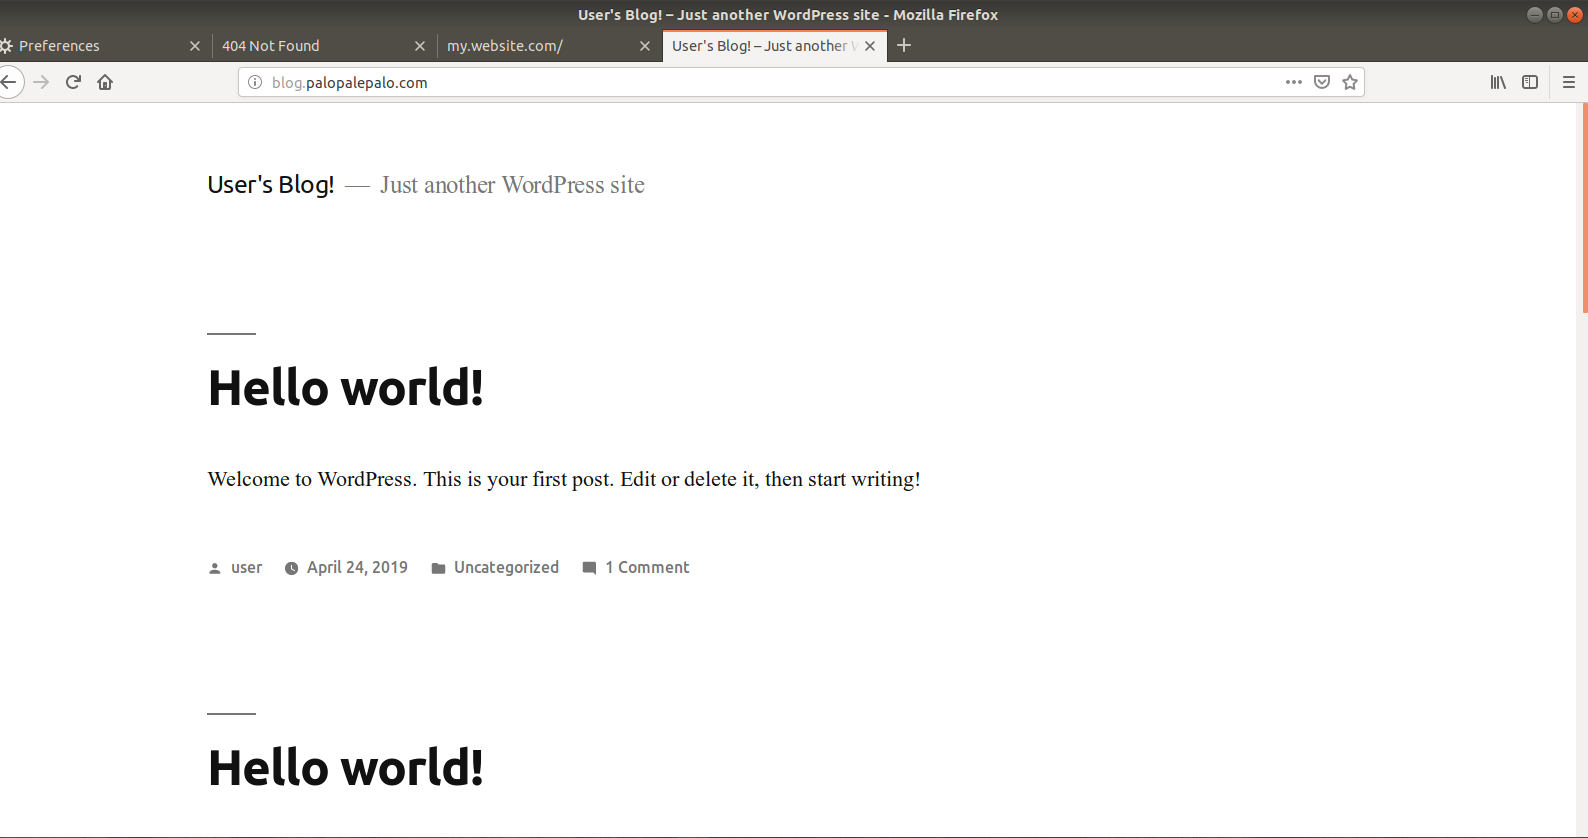 User's Blog! – Just another WordPress site - Mozilla Firefox
Preferences
404 Not Found
my.website.com/
User's Blog! – Just another W
blog.palopalepalo.com
User's Blog! — Just another WordPress site
Hello world!
Welcome to WordPress. This is your first post. Edit or delete it, then start writing!
user April 24, 2019 Uncategorized 1 Comment
Hello world!